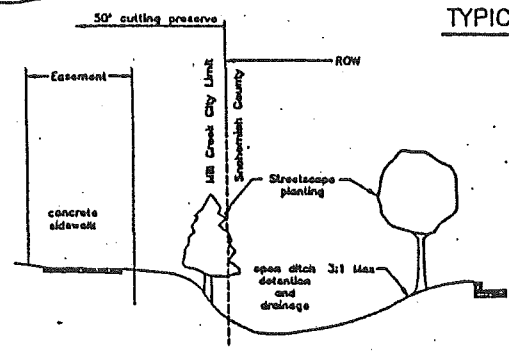 50' cutting preserve
TYPIC
ROW
Easement
Mill Creek City Limit
Snohomish County
Streetscape
planting
concrete
sidewalk
open ditch 3:1 Max
detention
and
drainage